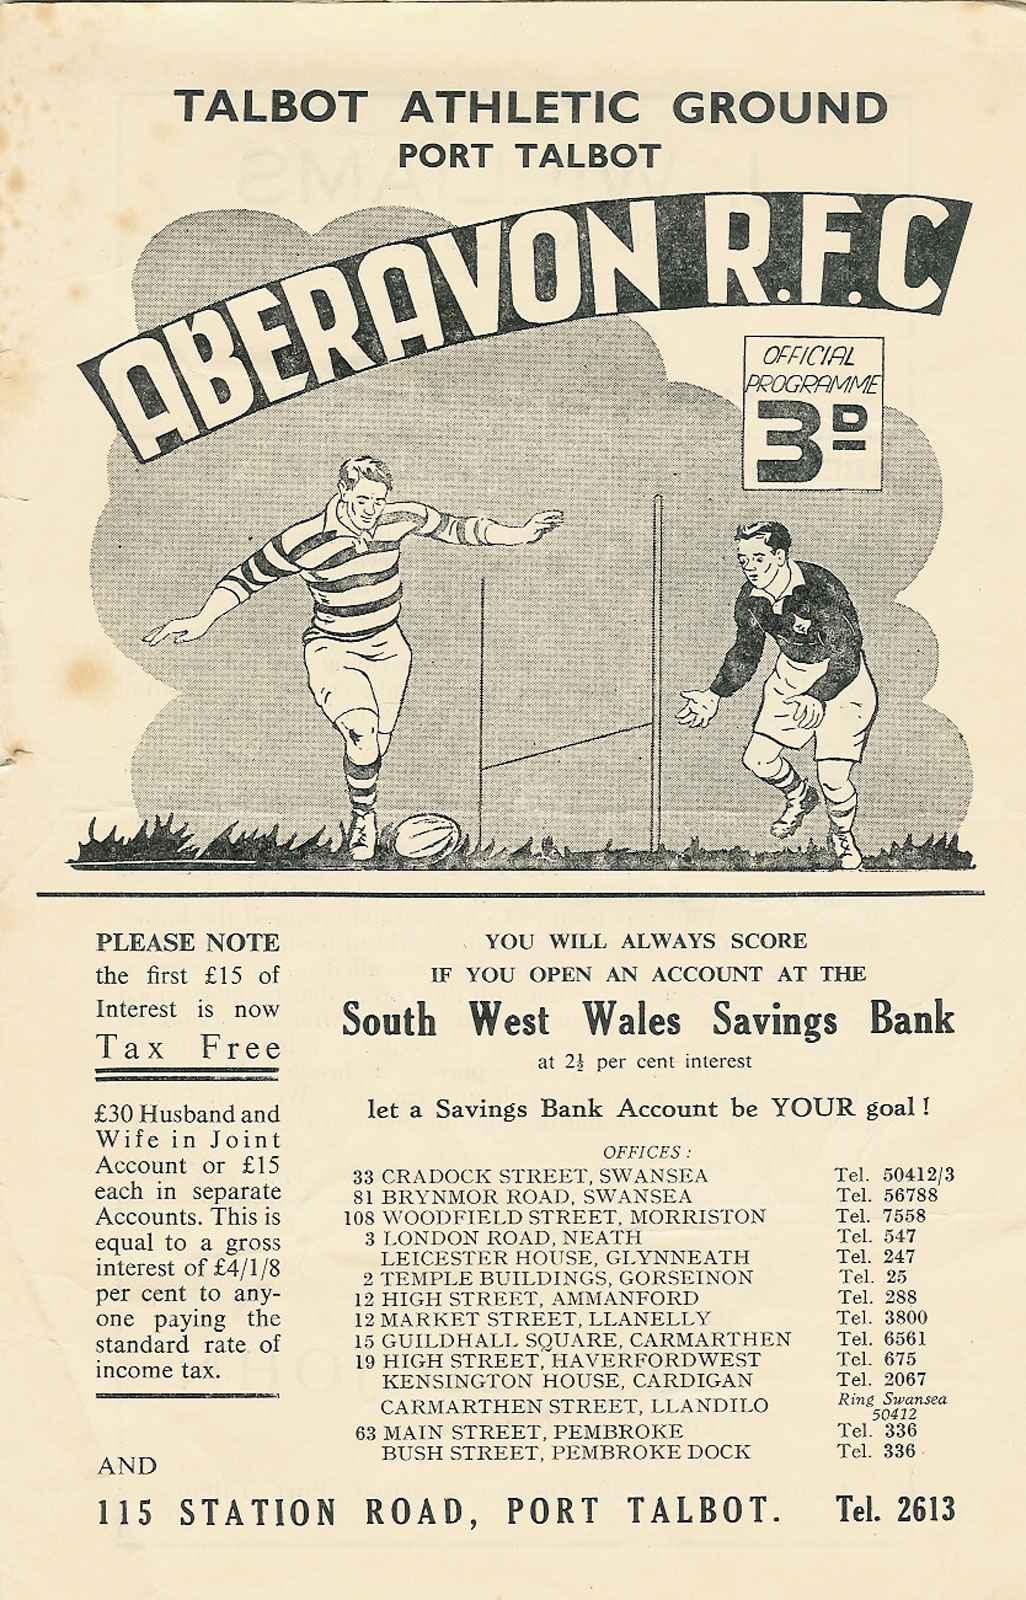 TALBOT ATHLETIC GROUND
PORT TALBOT
ABERAVON R.F.C
OFFICIAL
PROGRAMME
3D
PLEASE NOTE
the first £15 of
Interest is now
Tax Free
£30 Husband and
Wife in Joint
Account or £15
each in separate
Accounts. This is
equal to a gross
interest of £4/1/8
per cent to any-
one paying the
standard rate of
income tax.
YOU WILL ALWAYS SCORE
IF YOU OPEN AN ACCOUNT AT THE
South West Wales Savings Bank
at 2½ per cent interest
let a Savings Bank Account be YOUR goal!
OFFICES:
33 CRADOCK STREET, SWANSEA Tel. 50412/3
81 BRYNMOR ROAD, SWANSEA Tel. 56788
108 WOODFIELD STREET, MORRISTON Tel. 7558
3 LONDON ROAD, NEATH Tel. 547
LEICESTER HOUSE, GLYNNEATH Tel. 247
2 TEMPLE BUILDINGS, GORSEINON Tel. 25
12 HIGH STREET, AMMANFORD Tel. 288
12 MARKET STREET, LLANELLY Tel. 3800
15 GUILDHALL SQUARE, CARMARTHEN Tel. 6561
19 HIGH STREET, HAVERFORDWEST Tel. 675
KENSINGTON HOUSE, CARDIGAN Tel. 2067
CARMARTHEN STREET, LLANDILO Ring Swansea
50412
63 MAIN STREET, PEMBROKE Tel. 336
BUSH STREET, PEMBROKE DOCK Tel. 336
AND
115 STATION ROAD, PORT TALBOT. Tel. 2613